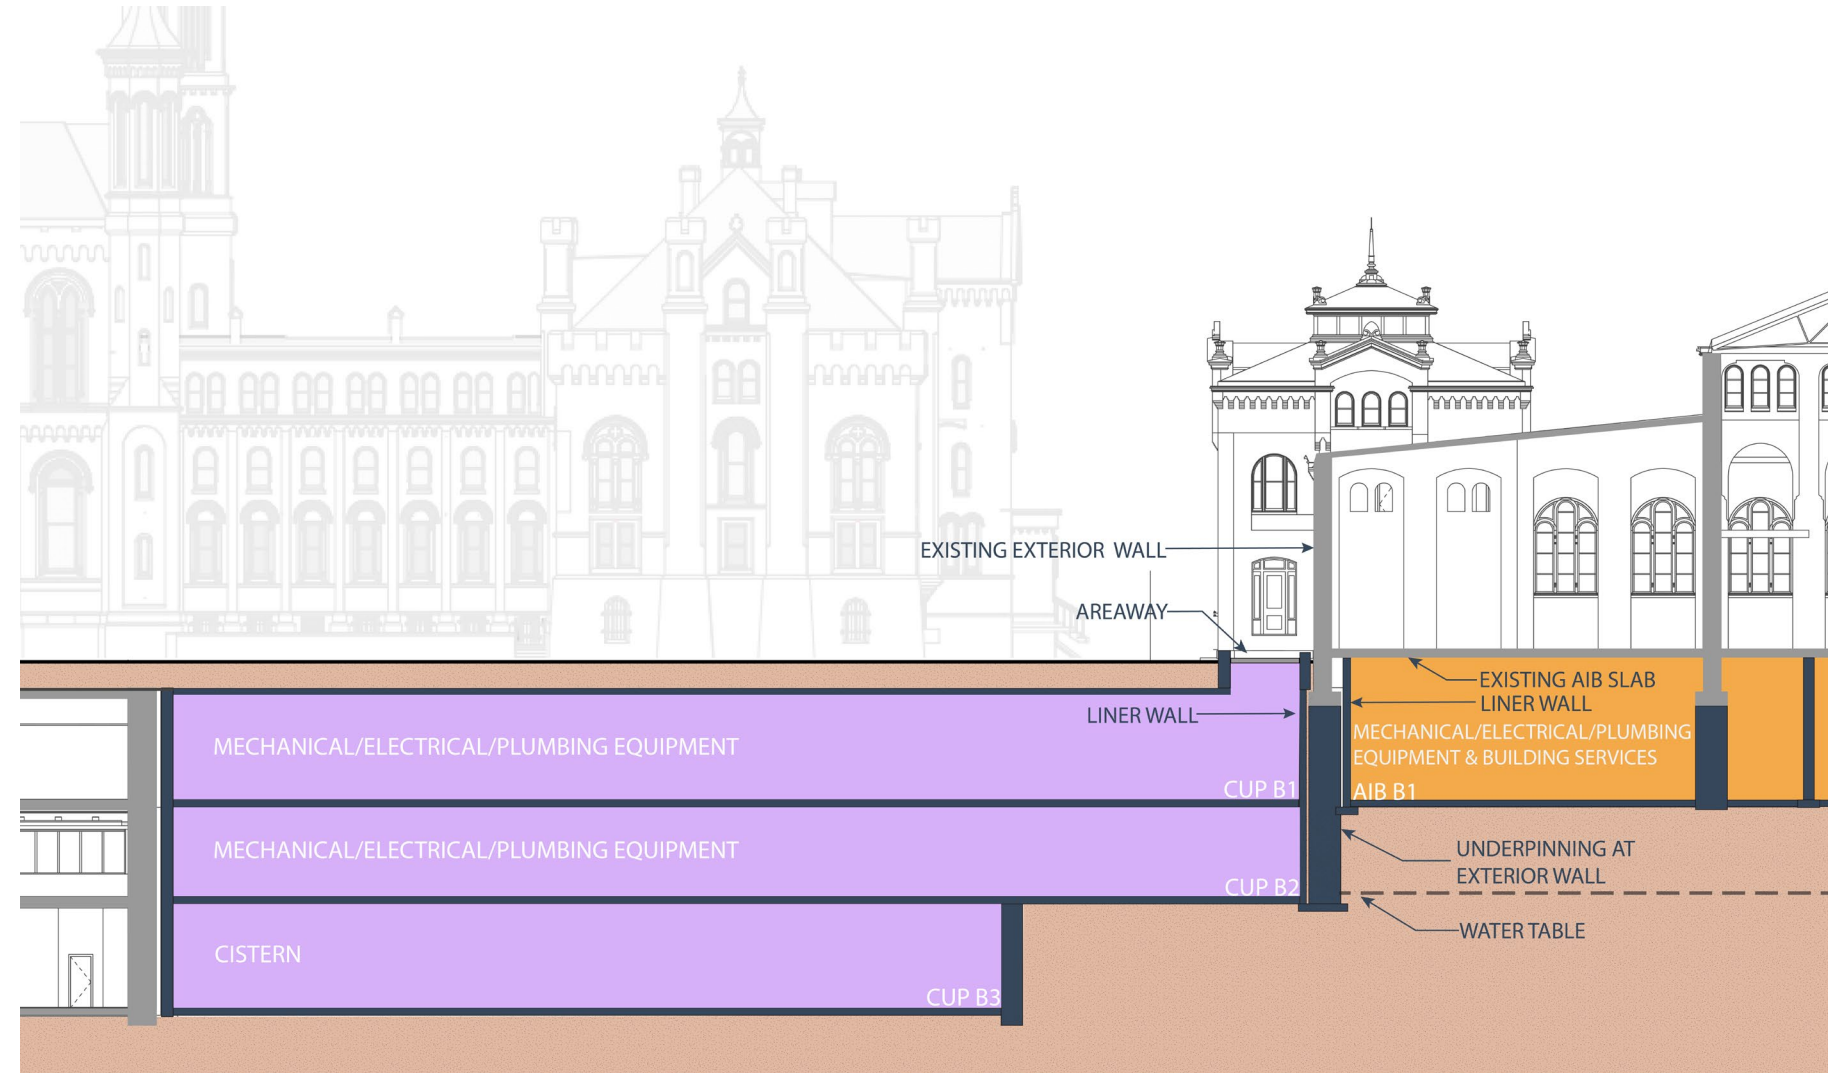 EXISTING EXTERIOR WALL
AREAWAY
EXISTING AIB SLAB
LINER WALL
LINER WALL
MECHANICAL/ELECTRICAL/PLUMBING
EQUIPMENT & BUILDING SERVICES
MECHANICAL/ELECTRICAL/PLUMBING EQUIPMENT
CUP B1
AIB B1
MECHANICAL/ELECTRICAL/PLUMBING EQUIPMENT
UNDERPINNING AT
EXTERIOR WALL
CUP B2
WATER TABLE
CISTERN
CUP B3